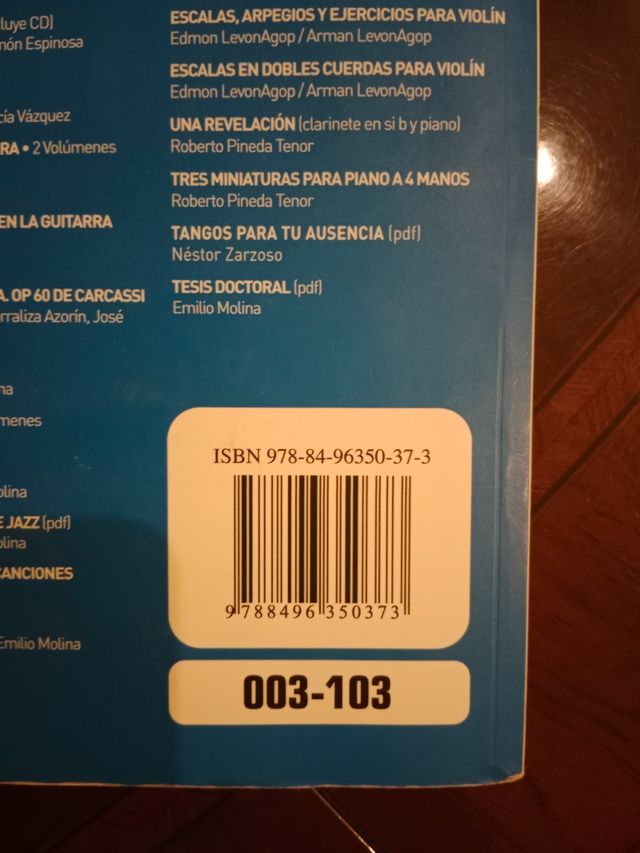 luye CD)
món Espinosa
cía Vázquez
RA • 2 Volúmenes
EN LA GUITARRA
A. OP 60 DE CARCASSI
rraliza Azorín, José
na
menes
olina
E JAZZ (pdf)
olina
CANCIONES
Emilio Molina
ESCALAS, ARPEGIOS Y EJERCICIOS PARA VIOLÍN
Edmon LevonAgop / Arman LevonAgop
ESCALAS EN DOBLES CUERDAS PARA VIOLÍN
Edmon LevonAgop / Arman LevonAgop
UNA REVELACIÓN (clarinete en si b y piano)
Roberto Pineda Tenor
TRES MINIATURAS PARA PIANO A 4 MANOS
Roberto Pineda Tenor
TANGOS PARA TU AUSENCIA (pdf)
Néstor Zarzoso
TESIS DOCTORAL (pdf)
Emilio Molina
ISBN 978-84-96350-37-3
9 788496 350373
003-103